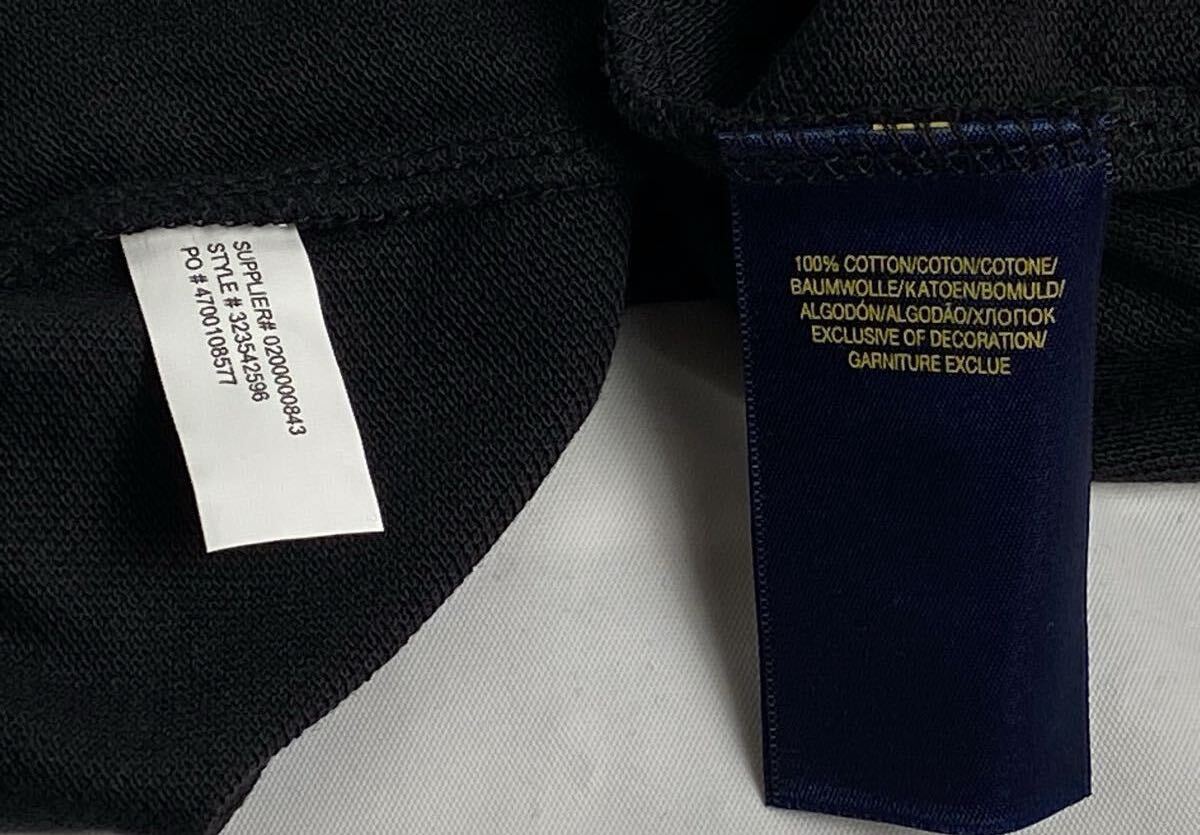 SUPPLIER# 0200000843
STYLE # 323542596
PO # 4700108577
100% COTTON/COTON/COTONE/
BAUMWOLLE/KATOEN/BOMULD/
ALGODÓN/ALGODÃO/ХЛОПОК
EXCLUSIVE OF DECORATION/
GARNITURE EXCLUE